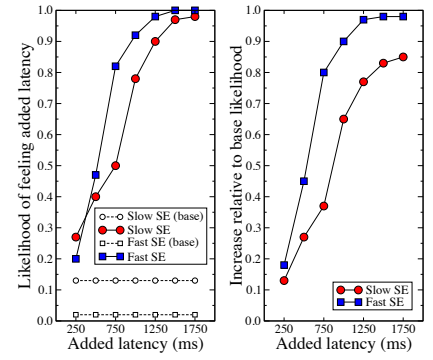 Likelihood of feeling added latency
1.0
0.9
0.8
0.7
0.6
0.5
0.4
0.3
0.2
0.1
0.0
Slow SE (base)
Slow SE
Fast SE (base)
Fast SE
250 750 1250 1750
Added latency (ms)
Increase relative to base likelihood
1.0
0.9
0.8
0.7
0.6
0.5
0.4
0.3
0.2
0.1
0.0
Slow SE
Fast SE
250 750 1250 1750
Added latency (ms)